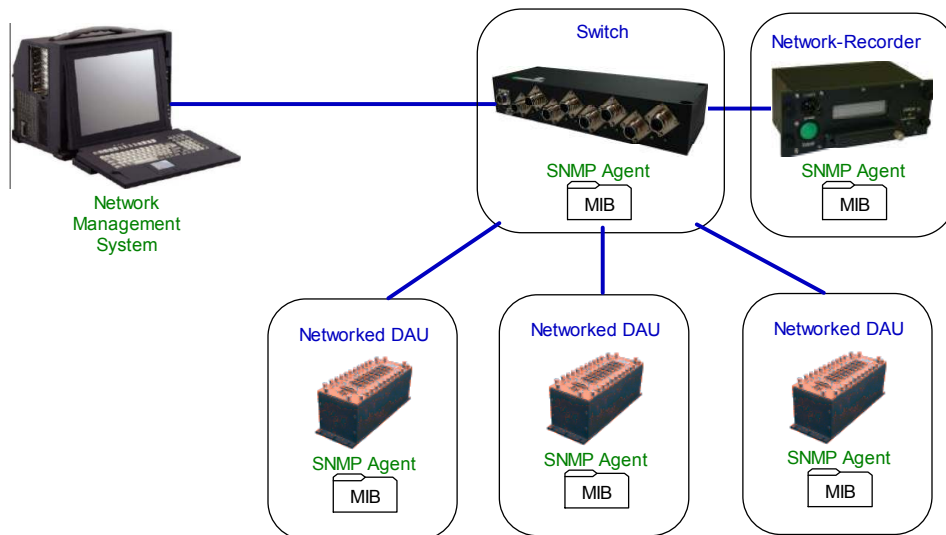 Switch
Network-Recorder
SNMP Agent
MIB
SNMP Agent
MIB
Network
Management
System
Networked DAU
Networked DAU
Networked DAU
SNMP Agent
MIB
SNMP Agent
MIB
SNMP Agent
MIB